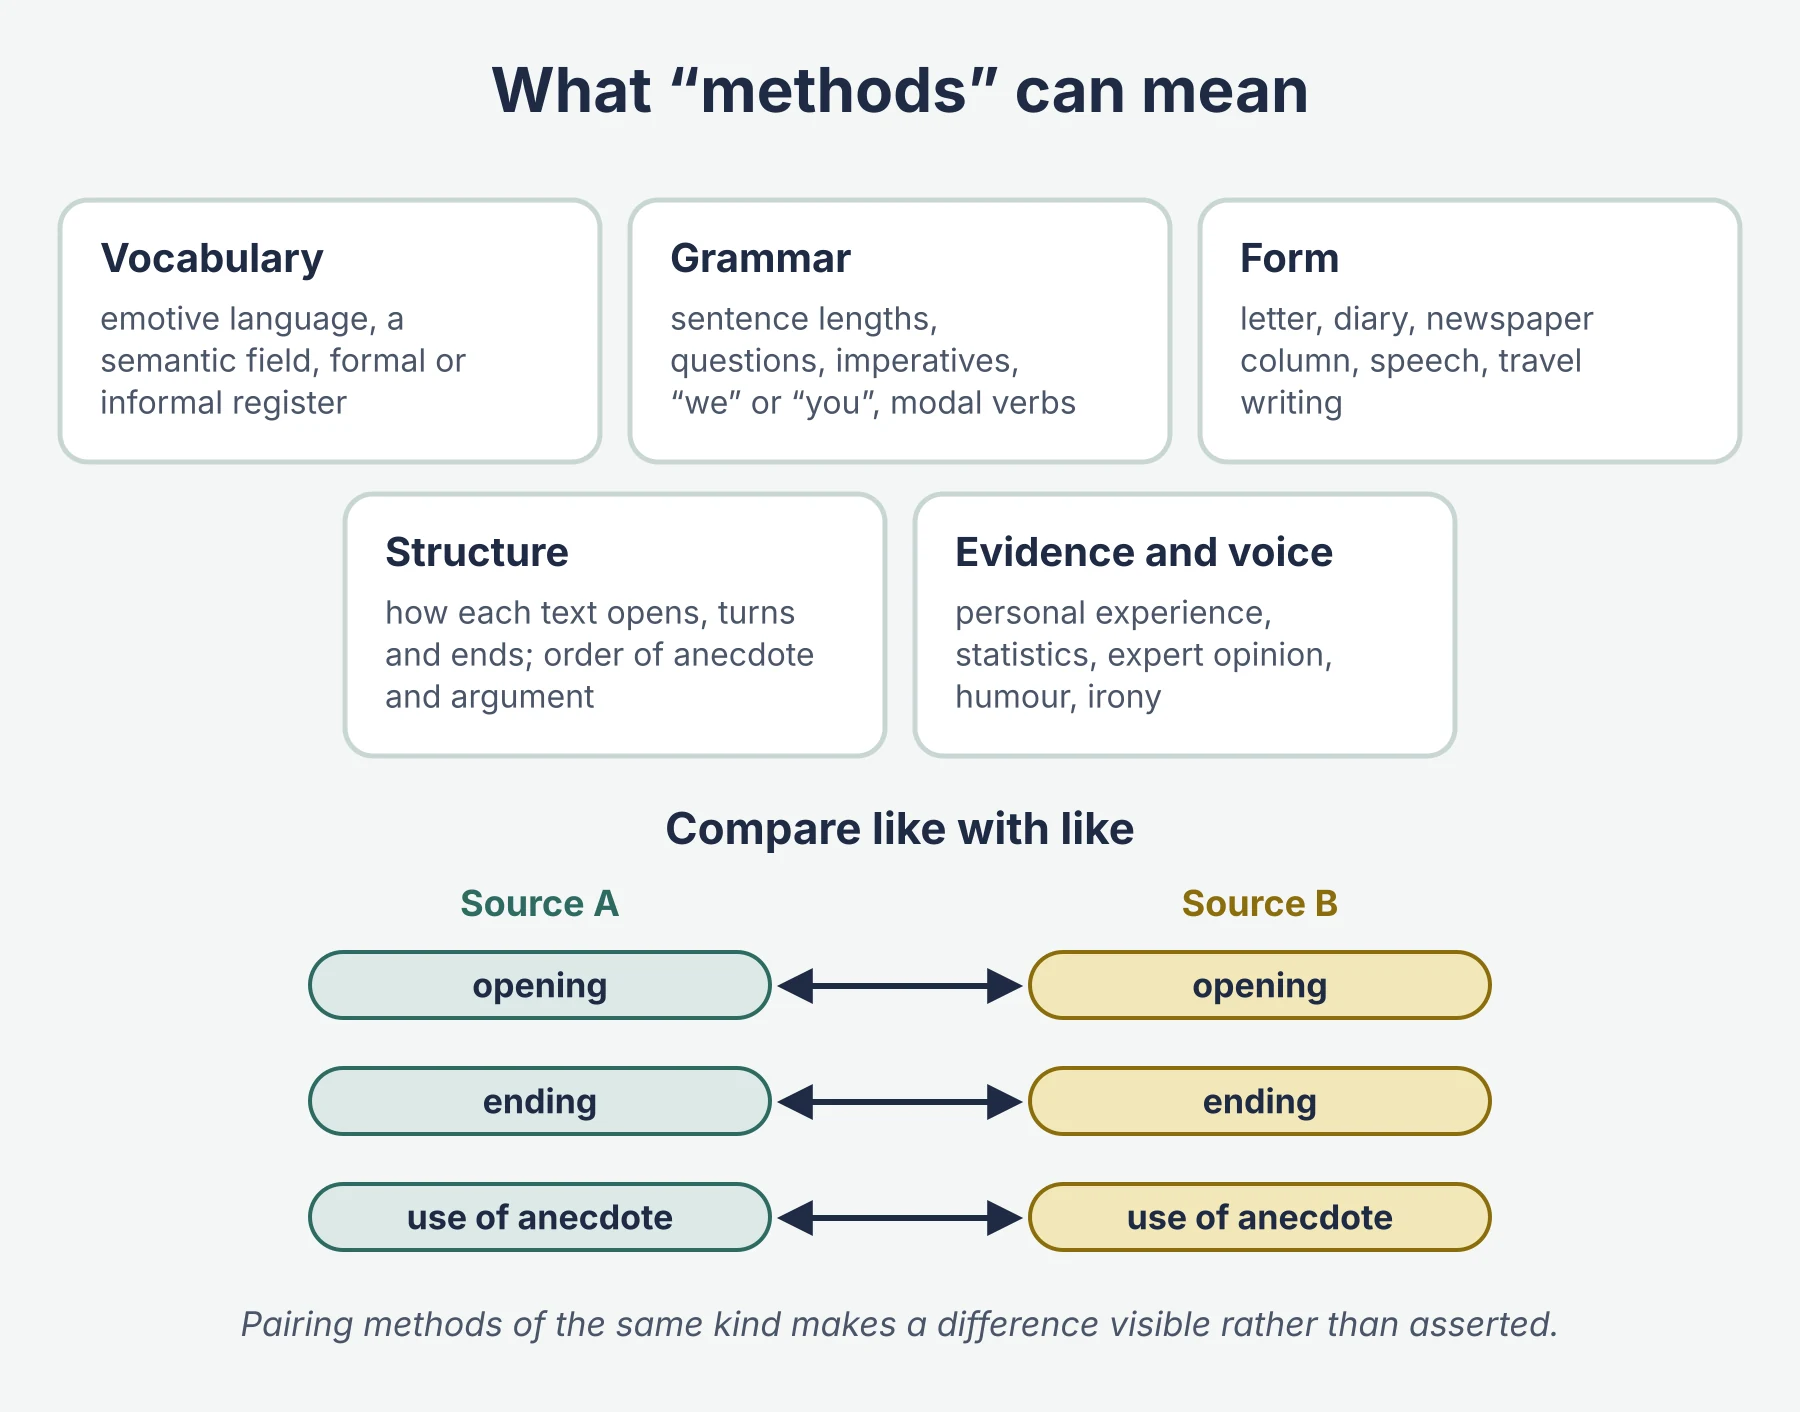 What “methods” can mean
Vocabulary
emotive language, a
semantic field, formal or
informal register
Grammar
sentence lengths,
questions, imperatives,
“we” or “you”, modal verbs
Form
letter, diary, newspaper
column, speech, travel
writing
Structure
how each text opens, turns
and ends; order of anecdote
and argument
Evidence and voice
personal experience,
statistics, expert opinion,
humour, irony
Compare like with like
Source A
Source B
opening
opening
ending
ending
use of anecdote
use of anecdote
Pairing methods of the same kind makes a difference visible rather than asserted.